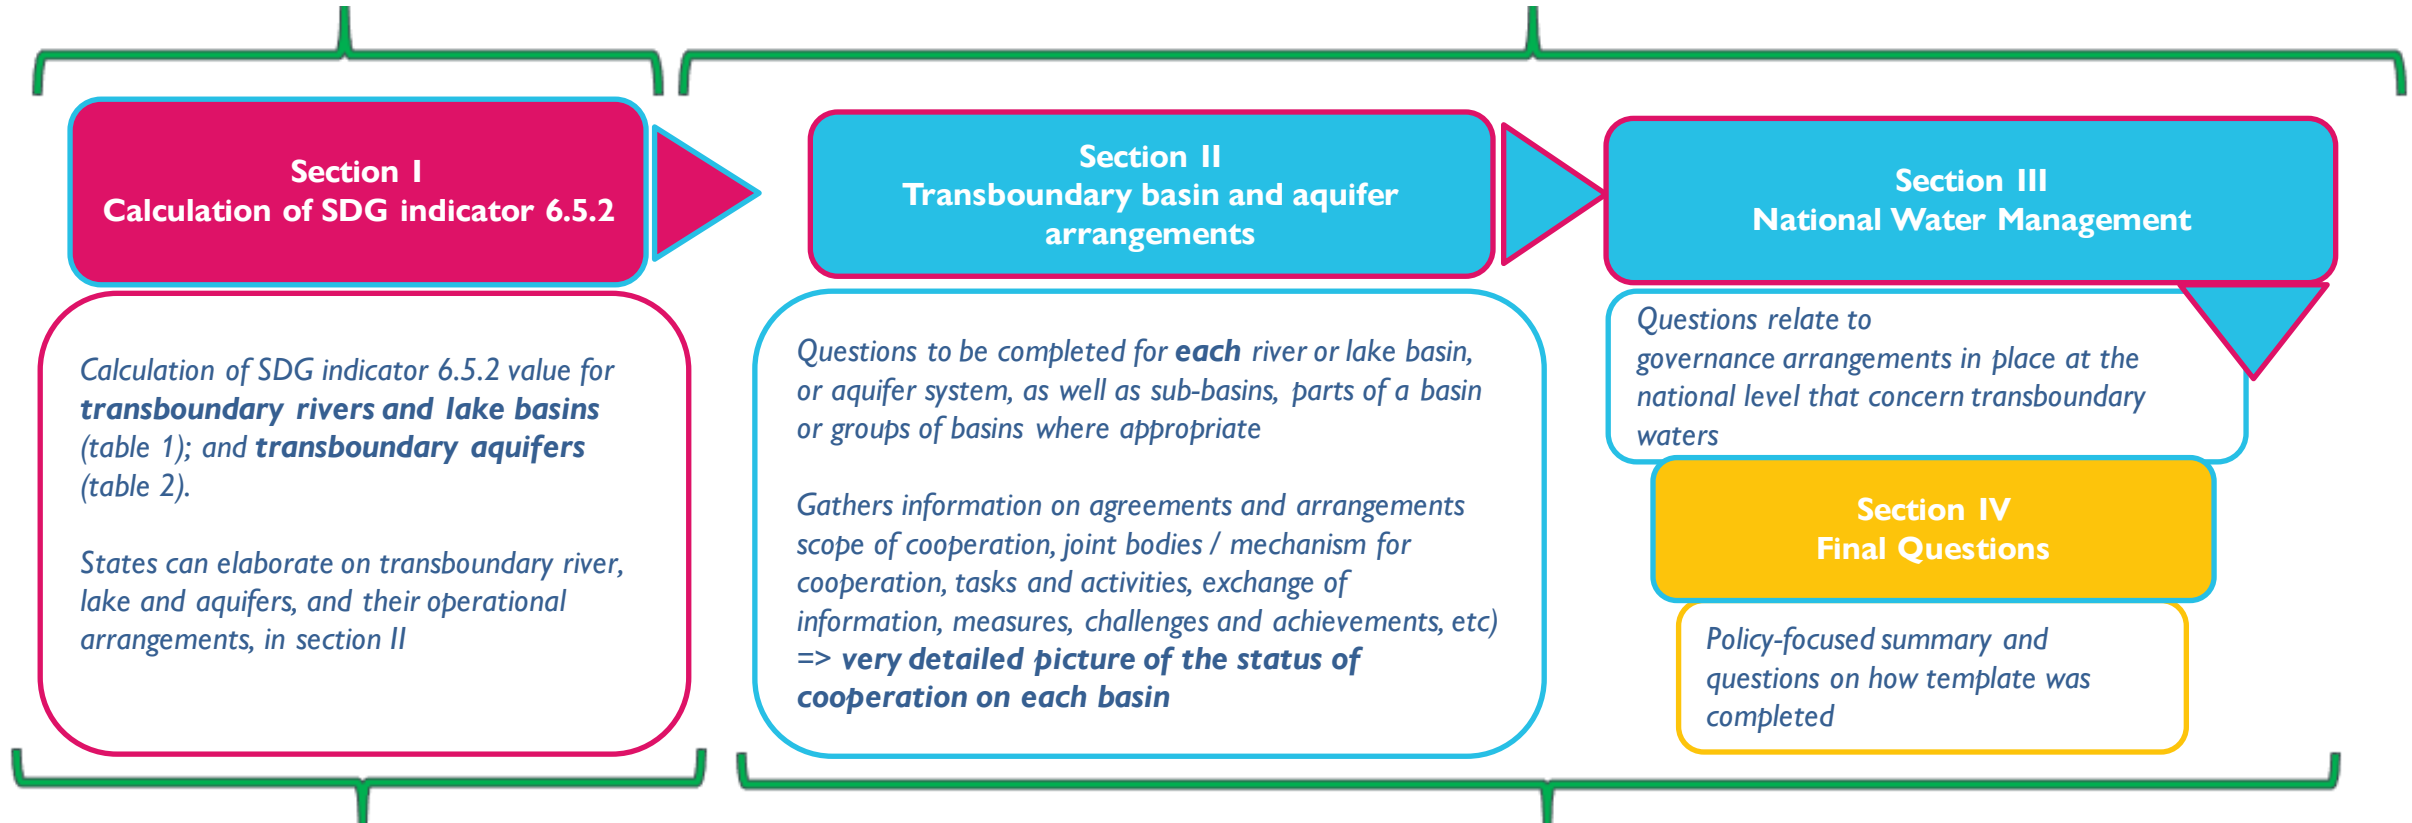 Section I
Calculation of SDG indicator 6.5.2
Calculation of SDG indicator 6.5.2 value for
transboundary rivers and lake basins
(table 1); and transboundary aquifers
(table 2).
States can elaborate on transboundary river,
lake and aquifers, and their operational
arrangements, in section II
Section II
Transboundary basin and aquifer
arrangements
Questions to be completed for each river or lake basin,
or aquifer system, as well as sub-basins, parts of a basin
or groups of basins where appropriate
Gathers information on agreements and arrangements
scope of cooperation, joint bodies / mechanism for
cooperation, tasks and activities, exchange of
information, measures, challenges and achievements, etc)
=> very detailed picture of the status of
cooperation on each basin
Section III
National Water Management
Questions relate to
governance arrangements in place at the
national level that concern transboundary
waters
Section IV
Final Questions
Policy-focused summary and
questions on how template was
completed